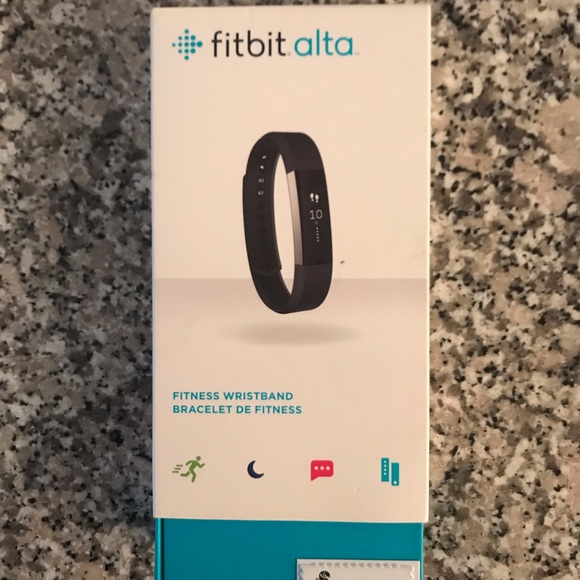 fitbit alta
10
FITNESS WRISTBAND
BRACELET DE FITNESS